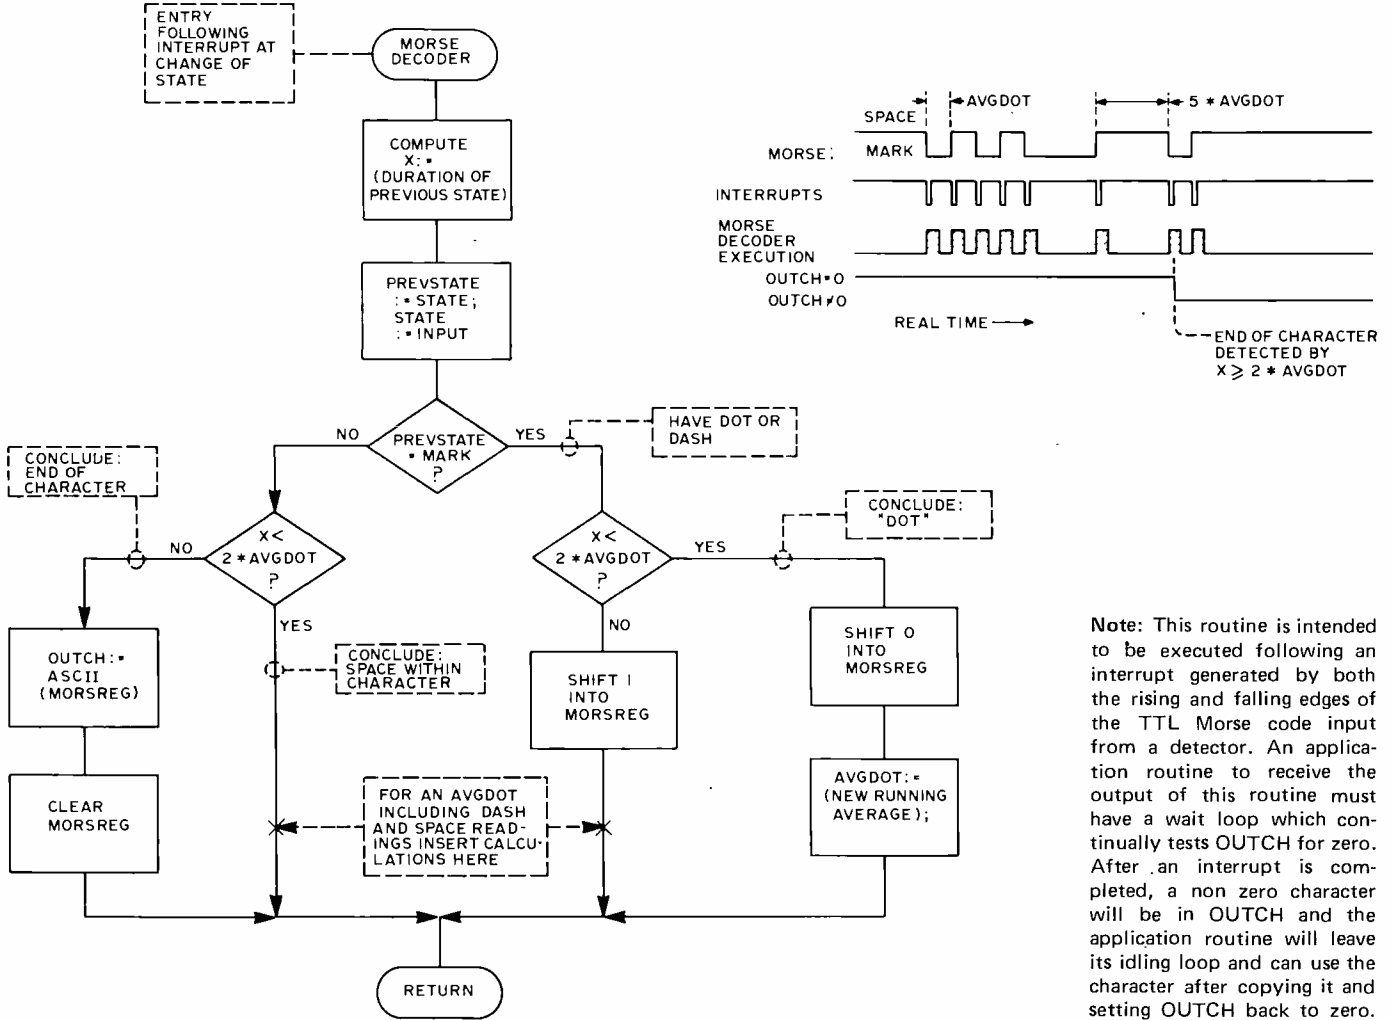 ENTRY
FOLLOWING
INTERRUPT AT
CHANGE OF
STATE
MORSE
DECODER
COMPUTE
X:=
(DURATION OF
PREVIOUS STATE)
PREVSTATE
:= STATE;
STATE
:= INPUT
PREVSTATE
= MARK
?
NO
YES
HAVE DOT OR
DASH
CONCLUDE:
END OF
CHARACTER
X<
2 * AVGDOT
?
NO
YES
X<
2 * AVGDOT
?
YES
NO
CONCLUDE:
"DOT"
OUTCH:=
ASCII
(MORSREG)
CONCLUDE:
SPACE WITHIN
CHARACTER
SHIFT I
INTO
MORSREG
SHIFT 0
INTO
MORSREG
CLEAR
MORSREG
FOR AN AVGDOT
INCLUDING DASH
AND SPACE READ-
INGS INSERT CALCU-
LATIONS HERE
AVGDOT:=
(NEW RUNNING
AVERAGE);
RETURN
AVGDOT
5 * AVGDOT
SPACE
MORSE: MARK
INTERRUPTS
MORSE
DECODER
EXECUTION
OUTCH=0
OUTCH≠0
REAL TIME
END OF CHARACTER
DETECTED BY
X ⩾ 2 * AVGDOT
Note: This routine is intended
to be executed following an
interrupt generated by both
the rising and falling edges of
the TTL Morse code input
from a detector. An applica-
tion routine to receive the
output of this routine must
have a wait loop which con-
tinually tests OUTCH for zero.
After an interrupt is com-
pleted, a non zero character
will be in OUTCH and the
application routine will leave
its idling loop and can use the
character after copying it and
setting OUTCH back to zero.